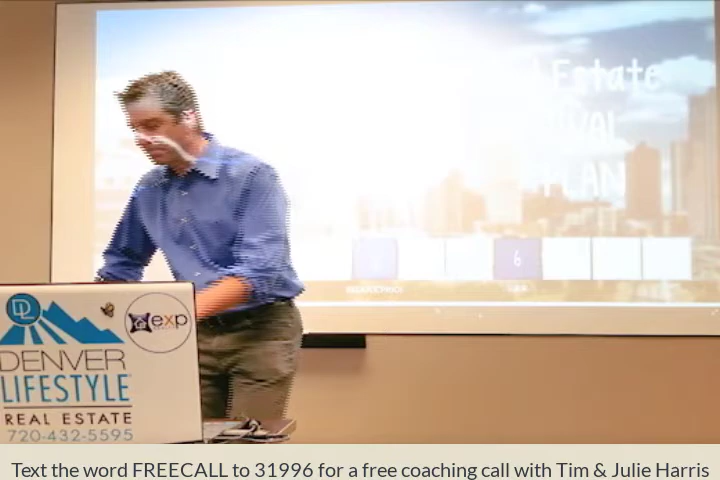 Estate
PLAN
6
DL
exp
DENVER
LIFESTYLE
REAL ESTATE
720-432-5595
Text the word FREECALL to 31996 for a free coaching call with Tim & Julie Harris